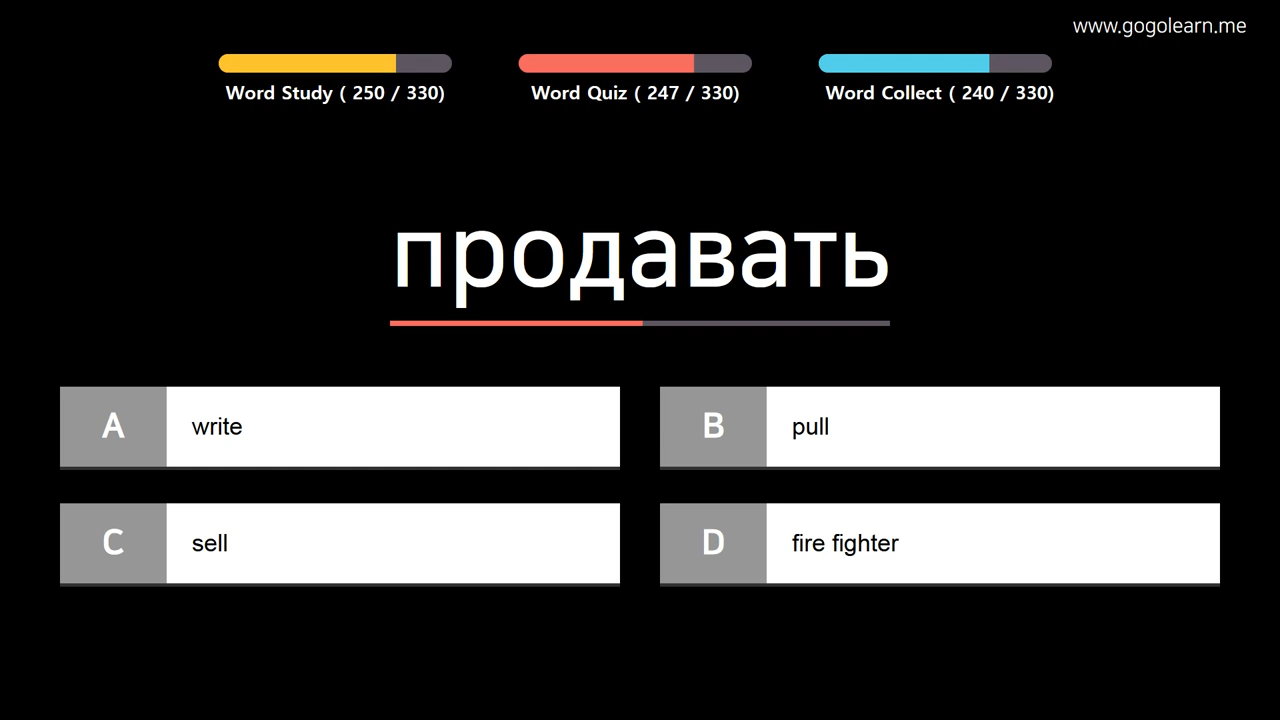 www.gogolearn.me
Word Study ( 250 / 330)
Word Quiz ( 247 / 330)
Word Collect ( 240 / 330)
продавать
A write
B pull
C sell
D fire fighter